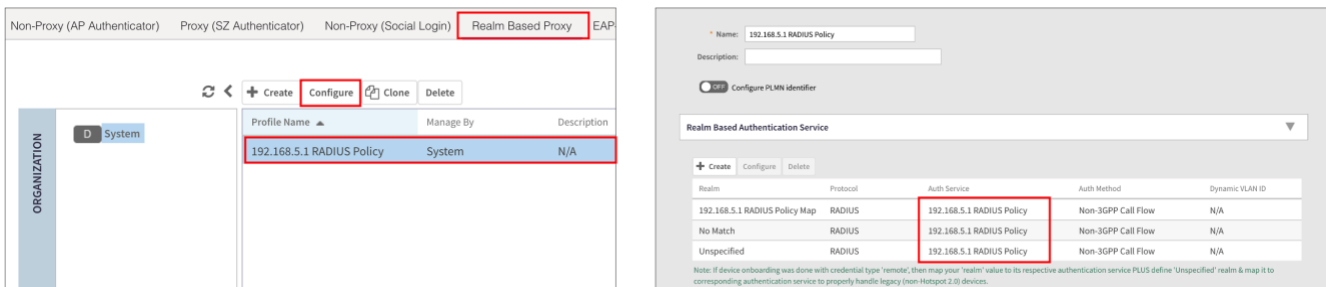 Non-Proxy (AP Authenticator) Proxy (SZ Authenticator) Non-Proxy (Social Login) Realm Based Proxy EAP
+ Create Configure Clone Delete
ORGANIZATION
D System
Profile Name Manage By Description
192.168.5.1 RADIUS Policy System N/A
* Name: 192.168.5.1 RADIUS Policy
Description:
OFF Configure PLMN identifier
Realm Based Authentication Service
+ Create Configure Delete
Realm Protocol Auth Service Auth Method Dynamic VLAN ID
192.168.5.1 RADIUS Policy Map RADIUS 192.168.5.1 RADIUS Policy Non-3GPP Call Flow N/A
No Match RADIUS 192.168.5.1 RADIUS Policy Non-3GPP Call Flow N/A
Unspecified RADIUS 192.168.5.1 RADIUS Policy Non-3GPP Call Flow N/A
Note: If device onboarding was done with credential type 'remote', then map your 'realm' value to its respective authentication service PLUS define 'Unspecified' realm & map it to
corresponding authentication service to properly handle legacy (non-Hotspot 2.0) devices.